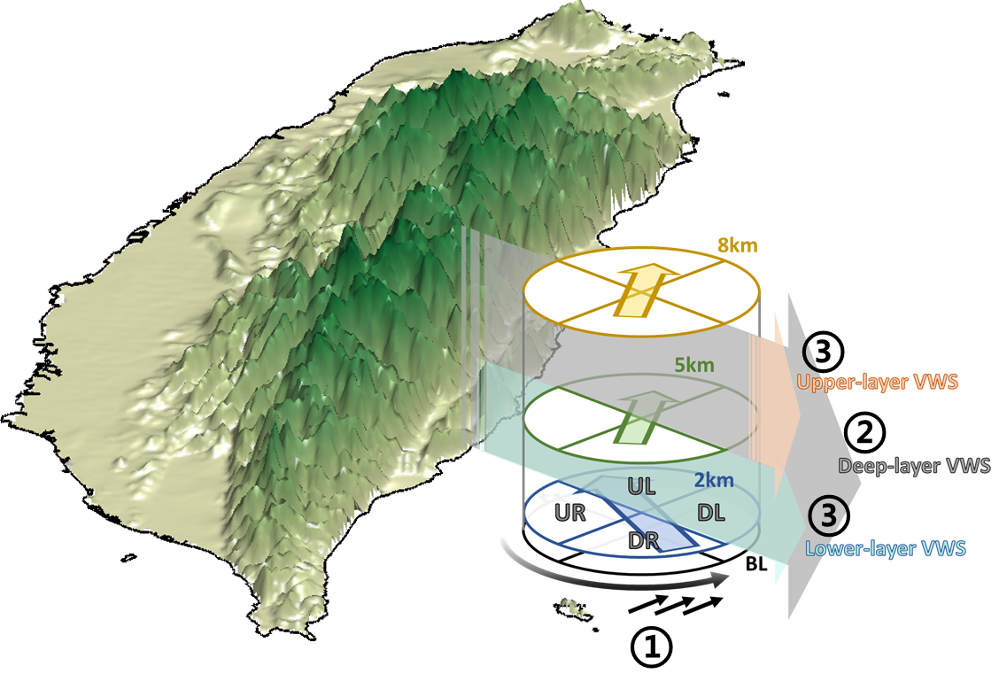 8km
③
Upper-layer VWS
5km
②
Deep-layer VWS
2km
UL
UR
DL
DR
③
Lower-layer VWS
BL
①